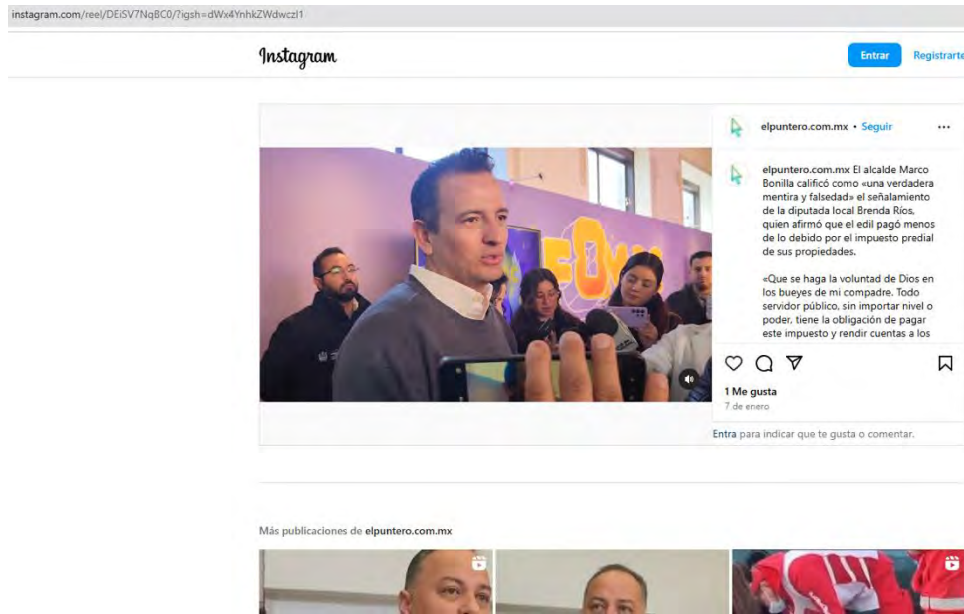 instagram.com/reel/DEiSV7NqBC0/?igsh=dWx4YnhkZWdwczl1
Instagram
Entrar
Registrarte
elpuntero.com.mx • Seguir
elpuntero.com.mx El alcalde Marco
Bonilla calificó como «una verdadera
mentira y falsedad» el señalamiento
de la diputada local Brenda Ríos,
quien afirmó que el edil pagó menos
de lo debido por el impuesto predial
de sus propiedades.
«Que se haga la voluntad de Dios en
los bueyes de mi compadre. Todo
servidor público, sin importar nivel o
poder, tiene la obligación de pagar
este impuesto y rendir cuentas a los
1 Me gusta
7 de enero
Entra para indicar que te gusta o comentar.
Más publicaciones de elpuntero.com.mx